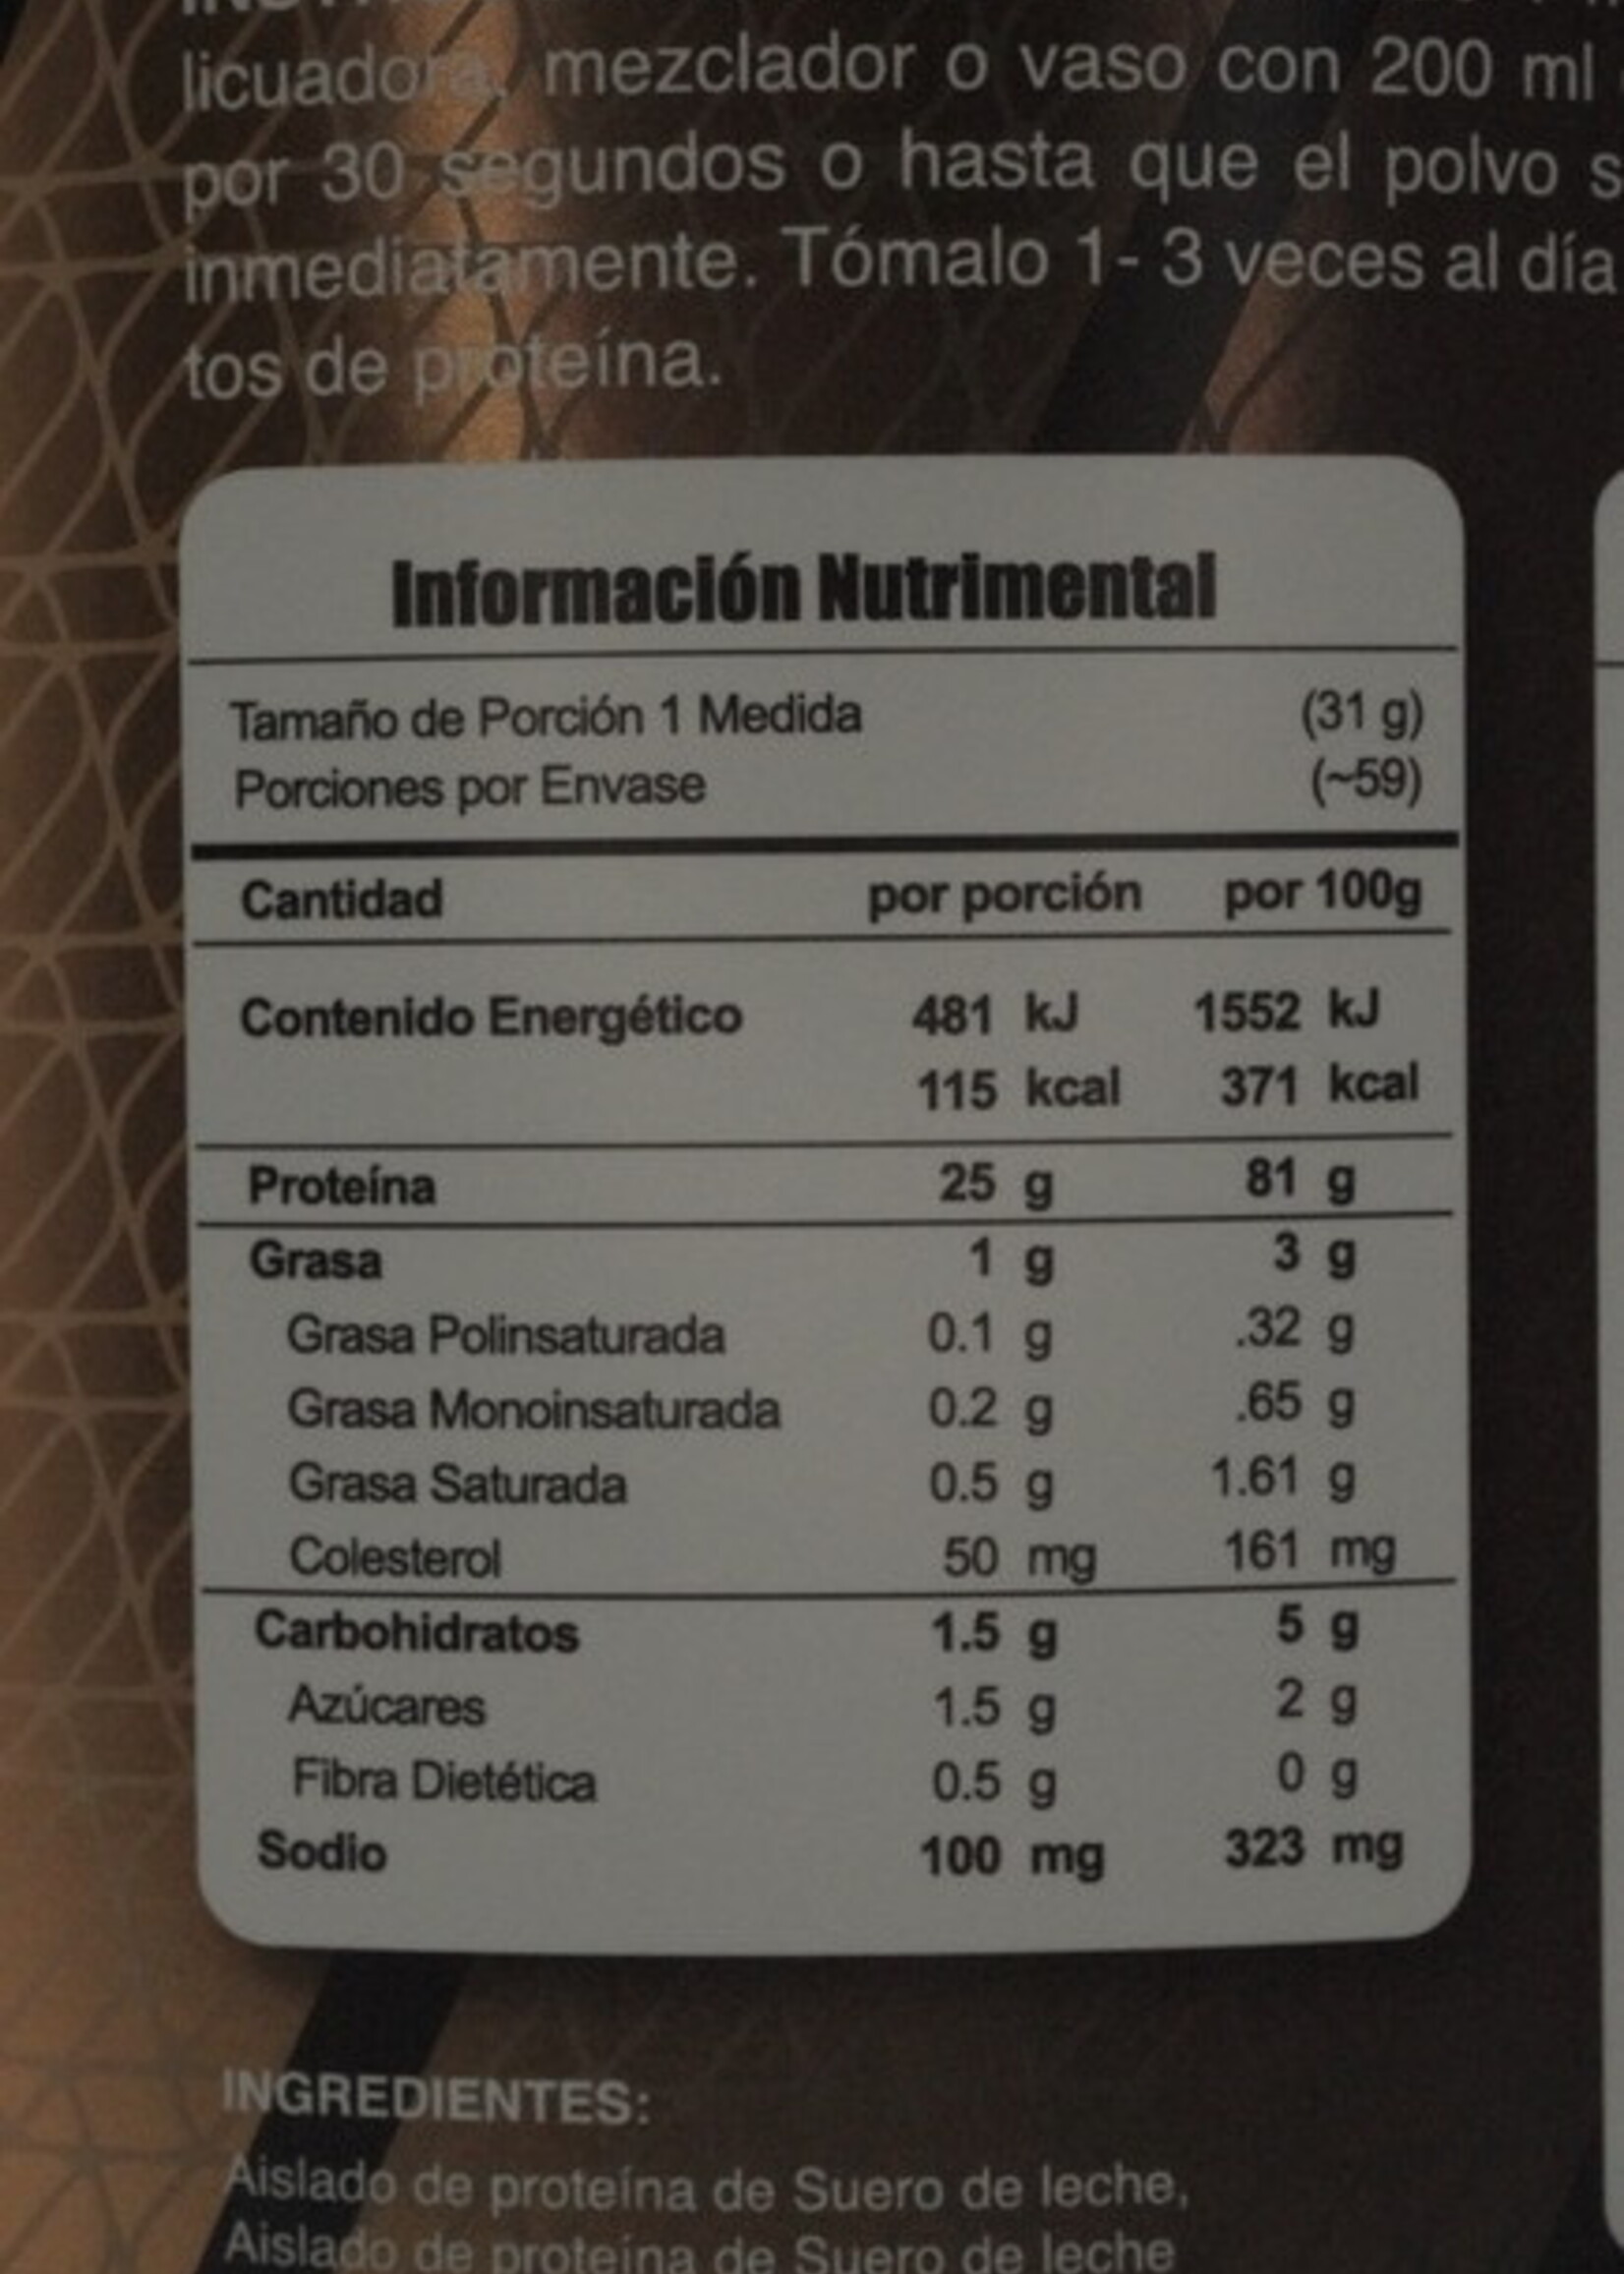 licuadora, mezclador o vaso con 200 ml
por 30 segundos o hasta que el polvo
inmediatamente. Tómalo 1- 3 veces al día
tos de proteína.
Información Nutrimental
Tamaño de Porción 1 Medida (31 g)
Porciones por Envase (~59)
Cantidad por porción por 100g
Contenido Energético 481 kJ 1552 kJ
115 kcal 371 kcal
Proteína 25 g 81 g
Grasa 1 g 3 g
Grasa Polinsaturada 0.1 g .32 g
Grasa Monoinsaturada 0.2 g .65 g
Grasa Saturada 0.5 g 1.61 g
Colesterol 50 mg 161 mg
Carbohidratos 1.5 g 5 g
Azúcares 1.5 g 2 g
Fibra Dietética 0.5 g 0 g
Sodio 100 mg 323 mg
INGREDIENTES:
Aislado de proteína de Suero de leche,
Aislado de proteína de Suero de leche